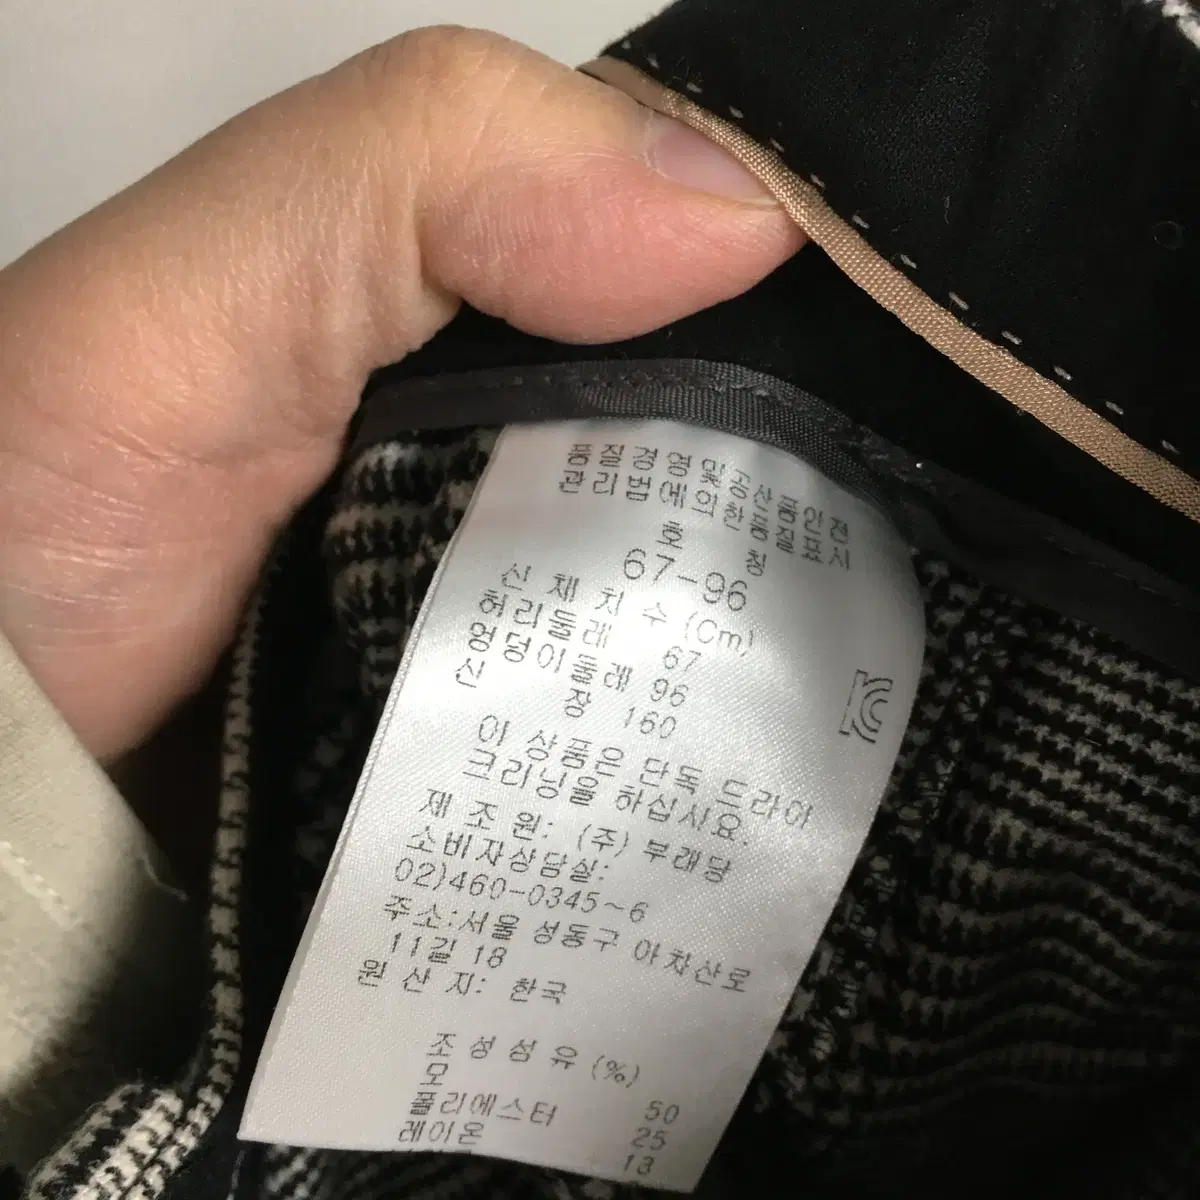 품질경영및공산품안전
관리법에의한품질표시
호칭
67-96
신체치수(Cm)
허리둘레 67
엉덩이둘레 96
신장 160
이 상품은 단독 드라이
크리닝을 하십시요.
제조원: (주) 부래당
소비자상담실:
02)460-0345~6
주소:서울 성동구 아차산로
11길 18
원산지: 한국
조성섬유(%)
모 50
폴리에스터 25
레이온 13